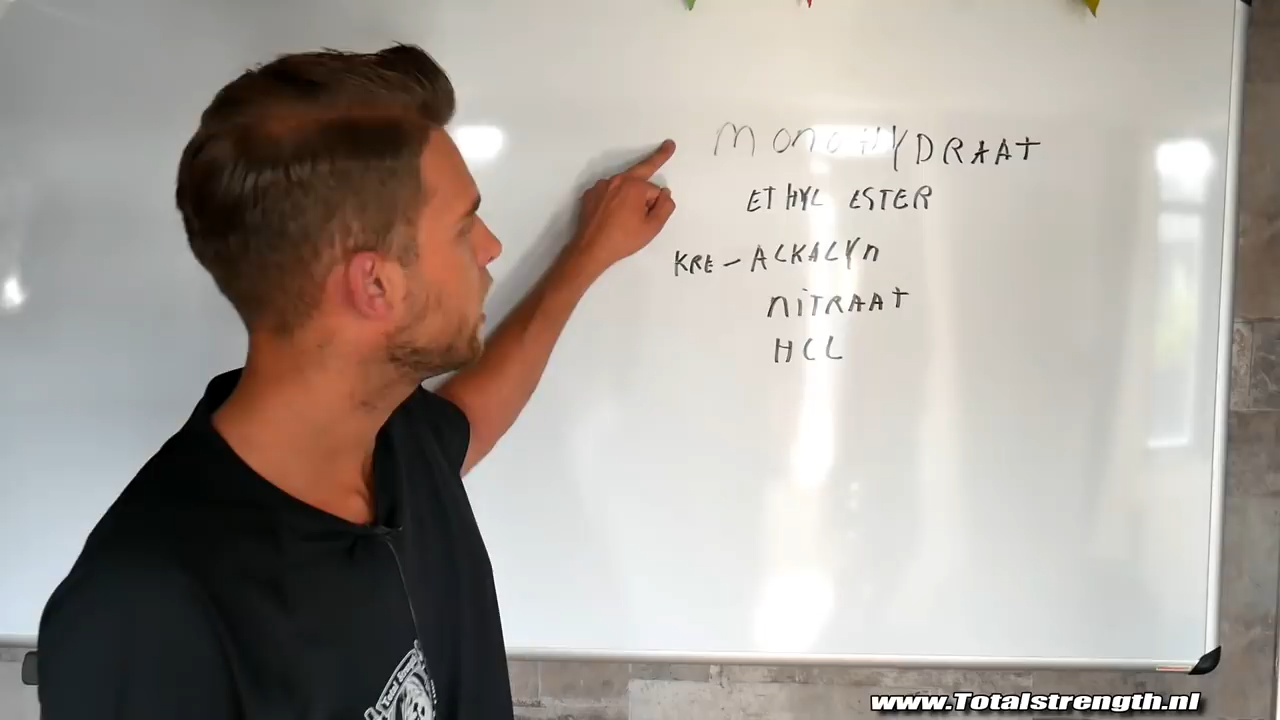 MONOHYDRAAT
ETHYL ESTER
KRE-ALKALYN
NITRAAT
HCL
www.Totalstrength.nl